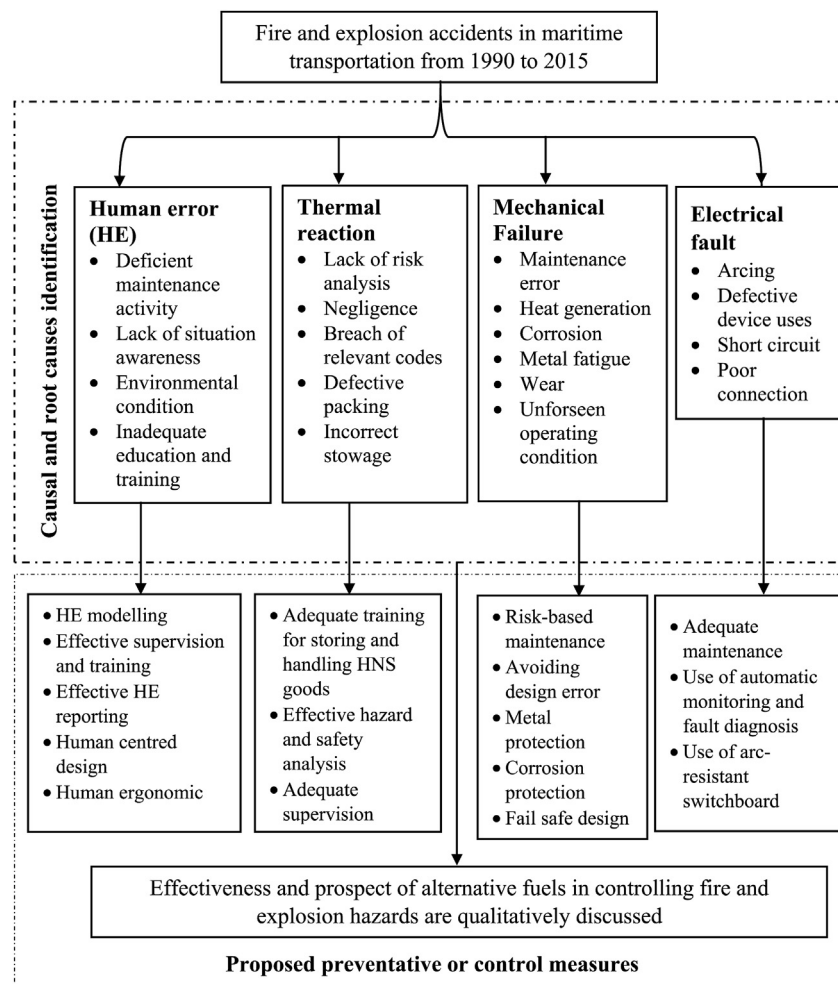 Fire and explosion accidents in maritime
transportation from 1990 to 2015
Causal and root causes identification
Human error
(HE)
• Deficient
maintenance
activity
• Lack of situation
awareness
• Environmental
condition
• Inadequate
education and
training
Thermal
reaction
• Lack of risk
analysis
• Negligence
• Breach of
relevant codes
• Defective
packing
• Incorrect
stowage
Mechanical
Failure
• Maintenance
error
• Heat generation
• Corrosion
• Metal fatigue
• Wear
• Unforseen
operating
condition
Electrical
fault
• Arcing
• Defective
device uses
• Short circuit
• Poor
connection
• HE modelling
• Effective supervision
and training
• Effective HE
reporting
• Human centred
design
• Human ergonomic
• Adequate training
for storing and
handling HNS
goods
• Effective hazard
and safety
analysis
• Adequate
supervision
• Risk-based
maintenance
• Avoiding
design error
• Metal
protection
• Corrosion
protection
• Fail safe design
• Adequate
maintenance
• Use of automatic
monitoring and
fault diagnosis
• Use of arc-
resistant
switchboard
Effectiveness and prospect of alternative fuels in controlling fire and
explosion hazards are qualitatively discussed
Proposed preventative or control measures